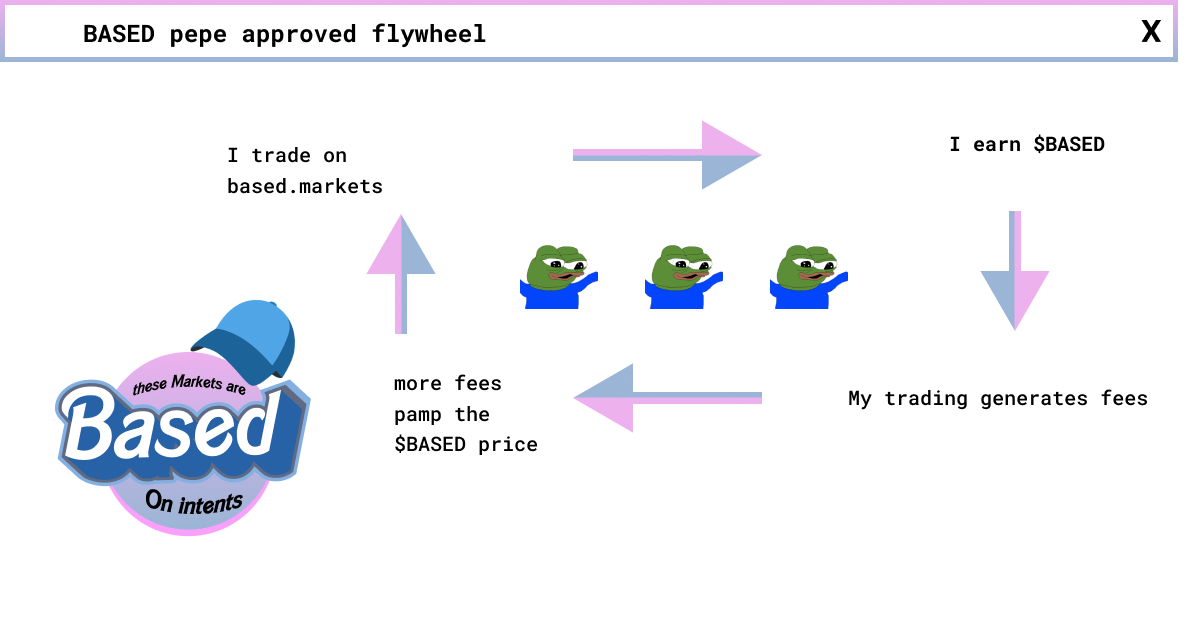 BASED pepe approved flywheel
X
I trade on
based.markets
I earn $BASED
these Markets are
Based
On intents
more fees
pamp the
$BASED price
My trading generates fees